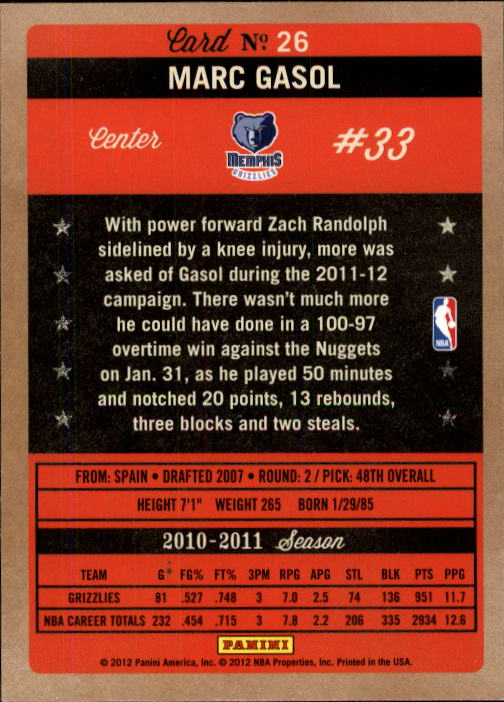 Card Nº 26
MARC GASOL
Center
MEMPHIS
GRIZZLIES
#33
With power forward Zach Randolph
sidelined by a knee injury, more was
asked of Gasol during the 2011-12
campaign. There wasn't much more
he could have done in a 100-97
overtime win against the Nuggets
on Jan. 31, as he played 50 minutes
and notched 20 points, 13 rebounds,
three blocks and two steals.
NBA
FROM: SPAIN • DRAFTED 2007 • ROUND: 2 / PICK: 48TH OVERALL
HEIGHT 7'1" WEIGHT 265 BORN 1/29/85
2010-2011 Season
TEAM G FG% FT% 3PM RPG APG STL BLK PTS PPG
GRIZZLIES 81 .527 .748 3 7.0 2.5 74 136 951 11.7
NBA CAREER TOTALS 232 .454 .715 3 7.8 2.2 206 335 2934 12.6
PANINI
© 2012 Panini America, Inc. © 2012 NBA Properties, Inc. Printed in the USA.